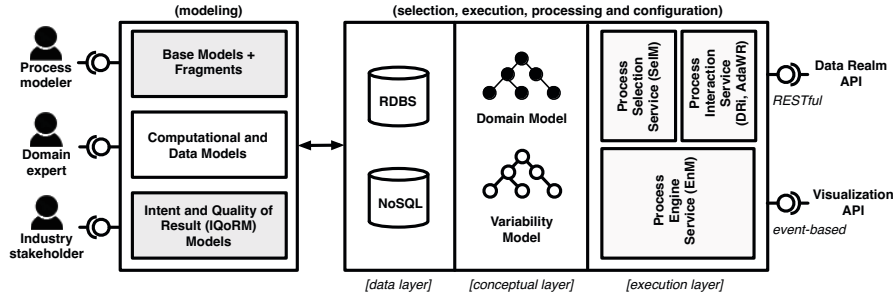 (modeling)
(selection, execution, processing and configuration)
Process
modeler
Domain
expert
Industry
stakeholder
Base Models +
Fragments
Computational and
Data Models
Intent and Quality of
Result (IQoRM)
Models
RDBS
NoSQL
Domain Model
Variability
Model
Process
Selection
Service (SelM)
Process
Interaction
Service
(DRi, AdaWR)
Process
Engine
Service (EnM)
Data Realm
API
RESTful
Visualization
API
event-based
[data layer]
[conceptual layer]
[execution layer]